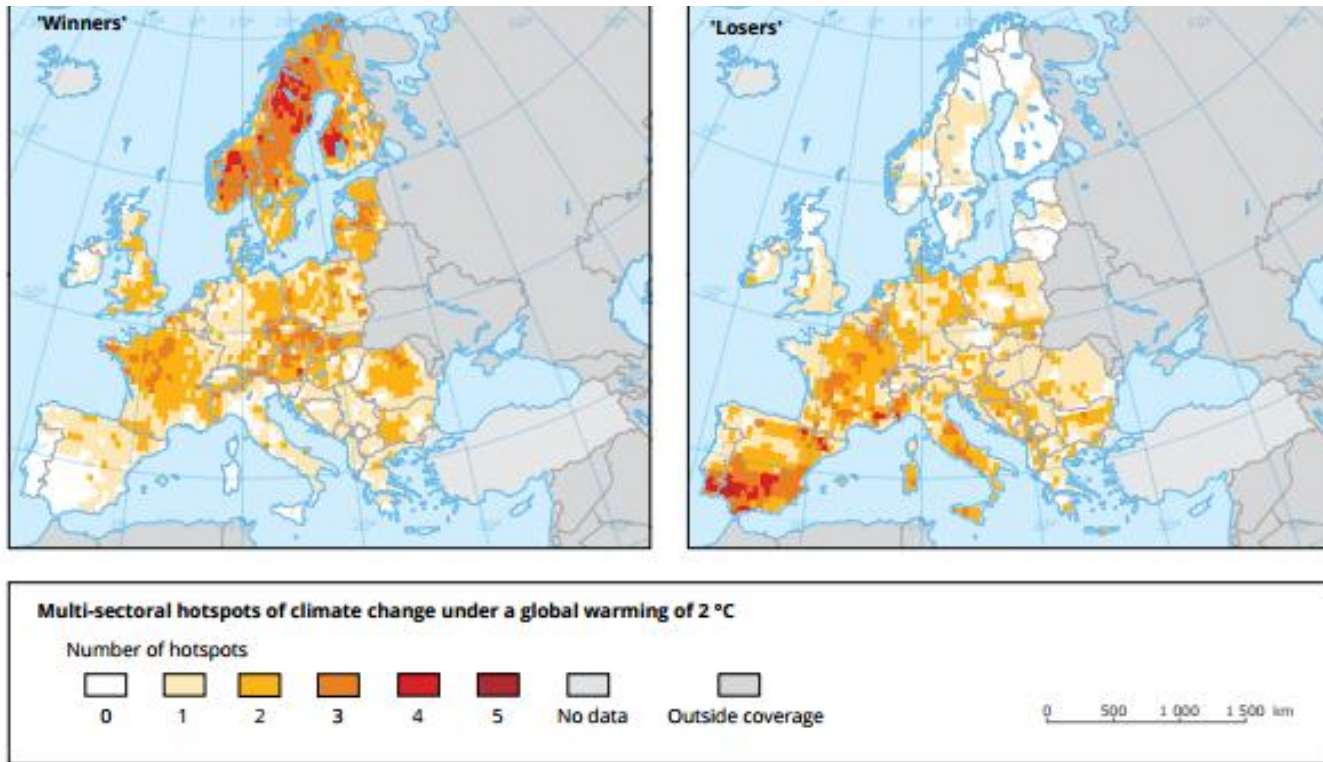 'Winners'
'Losers'
Multi-sectoral hotspots of climate change under a global warming of 2 °C
Number of hotspots
0 1 2 3 4 5 No data Outside coverage
0 500 1 000 1 500 km